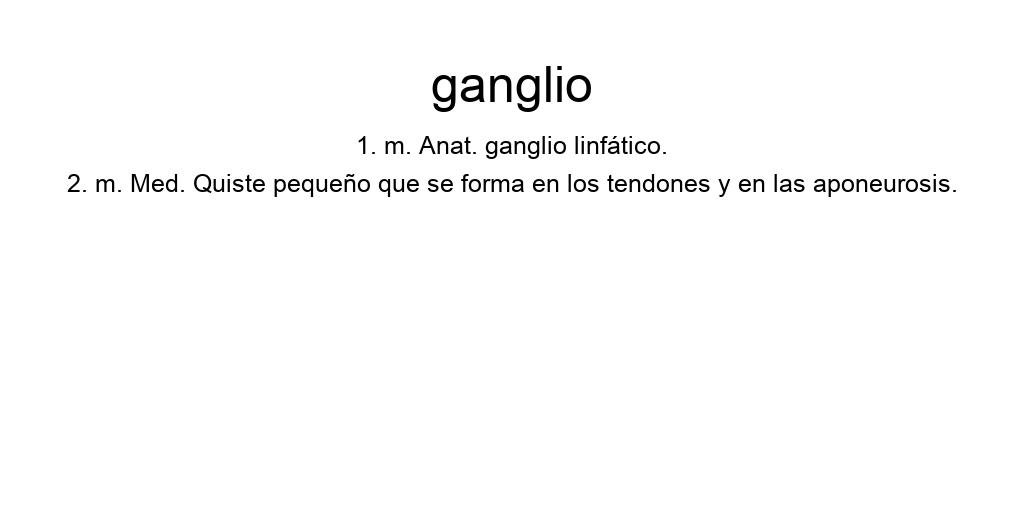 ganglio
1. m. Anat. ganglio linfático.
2. m. Med. Quiste pequeño que se forma en los tendones y en las aponeurosis.